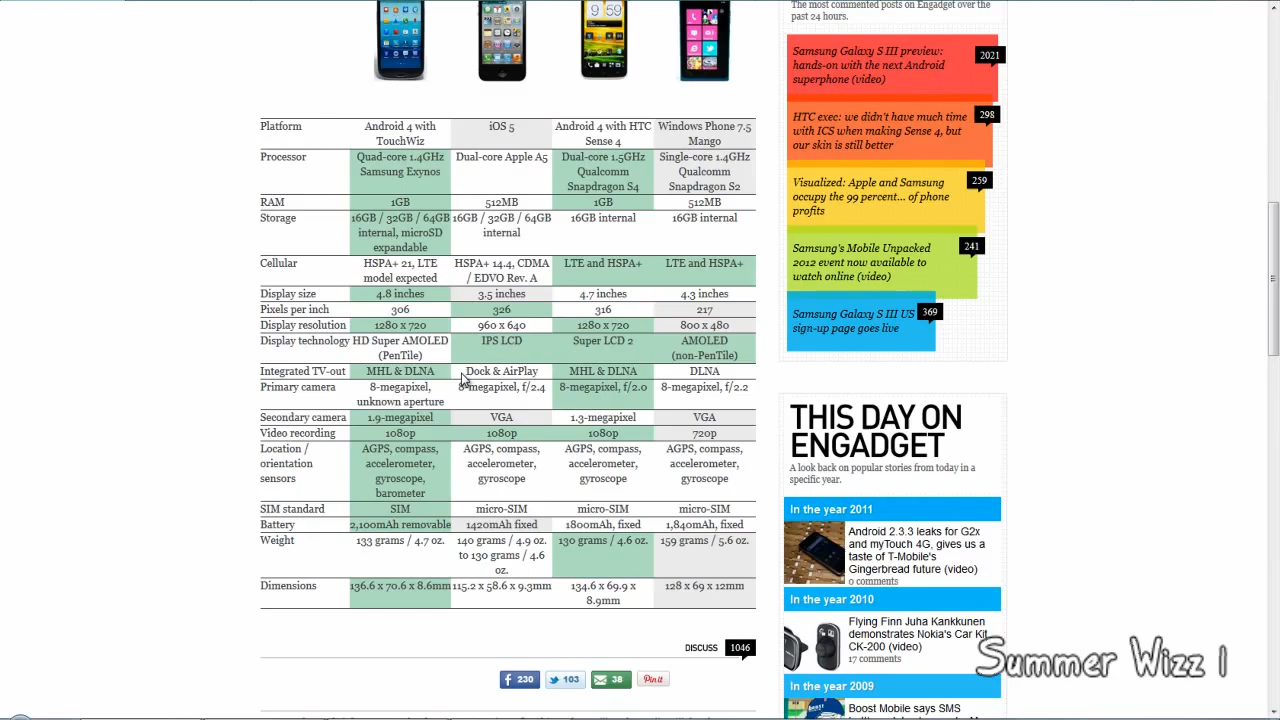 The most commented posts on Engadget over the
past 24 hours.
Samsung Galaxy S III preview:
hands-on with the next Android
superphone (video)
2021
HTC exec: we didn't have much time
with ICS when making Sense 4, but
our skin is still better
298
Visualized: Apple and Samsung
occupy the 99 percent... of phone
profits
259
Samsung's Mobile Unpacked
2012 event now available to
watch online (video)
241
Samsung Galaxy S III US
sign-up page goes live
369
Platform
Android 4 with
TouchWiz
iOS 5
Android 4 with HTC
Sense 4
Windows Phone 7.5
Mango
Processor
Quad-core 1.4GHz
Samsung Exynos
Dual-core Apple A5
Dual-core 1.5GHz
Qualcomm
Snapdragon S4
Single-core 1.4GHz
Qualcomm
Snapdragon S2
RAM
1GB
512MB
1GB
512MB
Storage
16GB / 32GB / 64GB
internal, microSD
expandable
16GB / 32GB / 64GB
internal
16GB internal
16GB internal
Cellular
HSPA+ 21, LTE
model expected
HSPA+ 14.4, CDMA
/ EDVO Rev. A
LTE and HSPA+
LTE and HSPA+
Display size
4.8 inches
3.5 inches
4.7 inches
4.3 inches
Pixels per inch
306
326
316
217
Display resolution
1280 x 720
960 x 640
1280 x 720
800 x 480
Display technology
HD Super AMOLED
(PenTile)
IPS LCD
Super LCD 2
AMOLED
(non-PenTile)
Integrated TV-out
MHL & DLNA
Dock & AirPlay
MHL & DLNA
DLNA
Primary camera
8-megapixel,
unknown aperture
8-megapixel, f/2.4
8-megapixel, f/2.0
8-megapixel, f/2.2
Secondary camera
1.9-megapixel
VGA
1.3-megapixel
VGA
Video recording
1080p
1080p
1080p
720p
Location /
orientation
sensors
AGPS, compass,
accelerometer,
gyroscope,
barometer
AGPS, compass,
accelerometer,
gyroscope
AGPS, compass,
accelerometer,
gyroscope
AGPS, compass,
accelerometer,
gyroscope
SIM standard
SIM
micro-SIM
micro-SIM
micro-SIM
Battery
2,100mAh removable
1420mAh fixed
1800mAh, fixed
1,840mAh, fixed
Weight
133 grams / 4.7 oz.
140 grams / 4.9 oz.
to 130 grams / 4.6
oz.
130 grams / 4.6 oz.
159 grams / 5.6 oz.
Dimensions
136.6 x 70.6 x 8.6mm
115.2 x 58.6 x 9.3mm
134.6 x 69.9 x
8.9mm
128 x 69 x 12mm
DISCUSS 1046
230
103
38
Pin it
THIS DAY ON
ENGADGET
A look back on popular stories from today in a
specific year.
In the year 2011
Android 2.3.3 leaks for G2x
and myTouch 4G, gives us a
taste of T-Mobile's
Gingerbread future (video)
0 comments
In the year 2010
Flying Finn Juha Kankkunen
demonstrates Nokia's Car Kit
CK-200 (video)
17 comments
In the year 2009
Boost Mobile says SMS
Summer Wizz 1